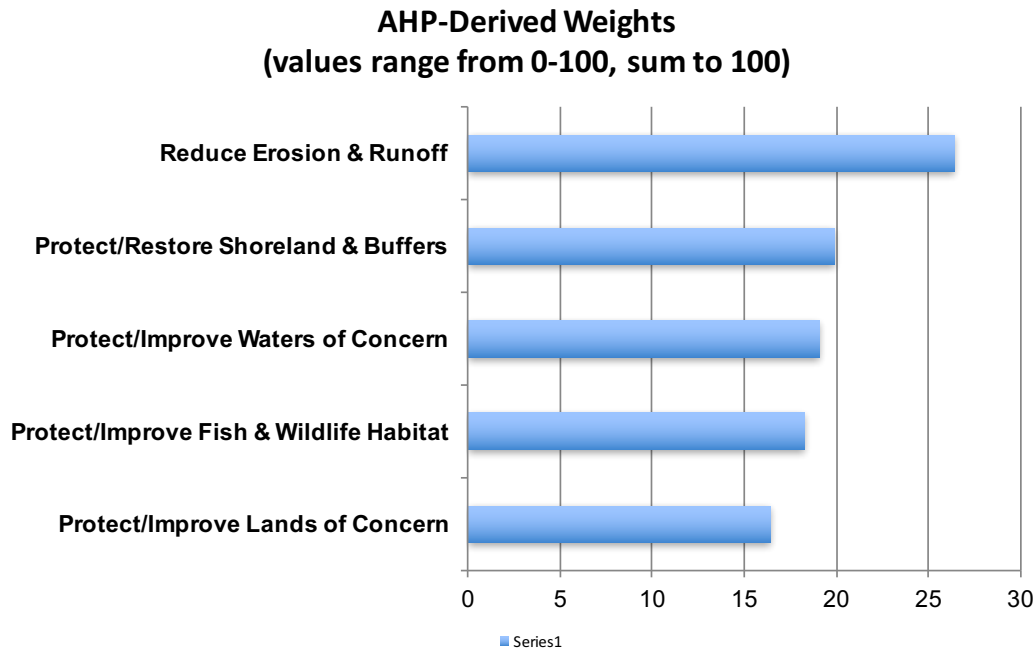 AHP-Derived Weights
(values range from 0-100, sum to 100)
Reduce Erosion & Runoff
Protect/Restore Shoreland & Buffers
Protect/Improve Waters of Concern
Protect/Improve Fish & Wildlife Habitat
Protect/Improve Lands of Concern
0 5 10 15 20 25 30
Series1